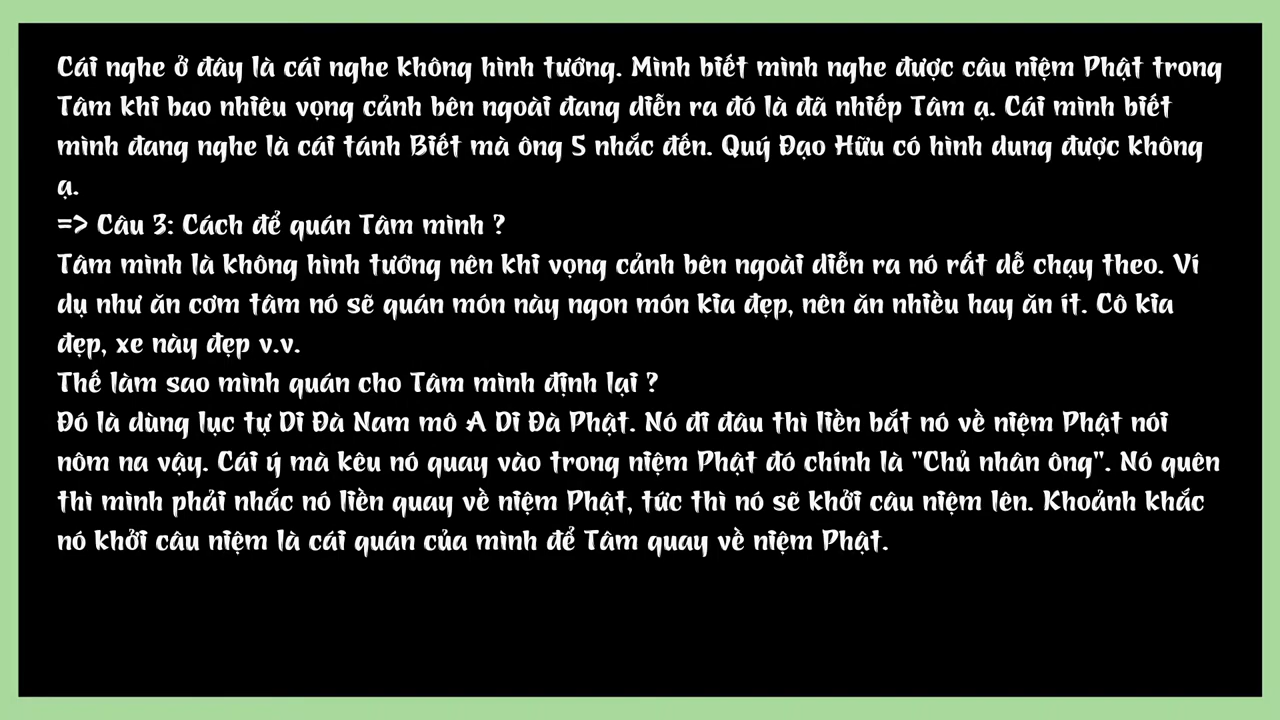 Cái nghe ở đây là cái nghe không hình tướng. Mình biết mình nghe được câu niệm Phật trong
Tâm khi bao nhiêu vọng cảnh bên ngoài đang diễn ra đó là đã nhiếp Tâm ạ. Cái mình biết
mình đang nghe là cái tánh Biết mà ông 5 nhắc đến. Quý Đạo Hữu có hình dung được không
ạ.
=> Câu 3: Cách để quán Tâm mình ?
Tâm mình là không hình tướng nên khi vọng cảnh bên ngoài diễn ra nó rất dễ chạy theo. Ví
dụ như ăn cơm tâm nó sẽ quán món này ngon món kia đẹp, nên ăn nhiều hay ăn ít. Cô kia
đẹp, xe này đẹp v.v.
Thế làm sao mình quán cho Tâm mình định lại ?
Đó là dùng lục tự Di Đà Nam mô A Di Đà Phật. Nó đi đâu thì liền bắt nó về niệm Phật nói
nôm na vậy. Cái ý mà kêu nó quay vào trong niệm Phật đó chính là "Chủ nhân ông". Nó quên
thì mình phải nhắc nó liền quay về niệm Phật, tức thì nó sẽ khởi câu niệm lên. Khoảnh khắc
nó khởi câu niệm là cái quán của mình để Tâm quay về niệm Phật.